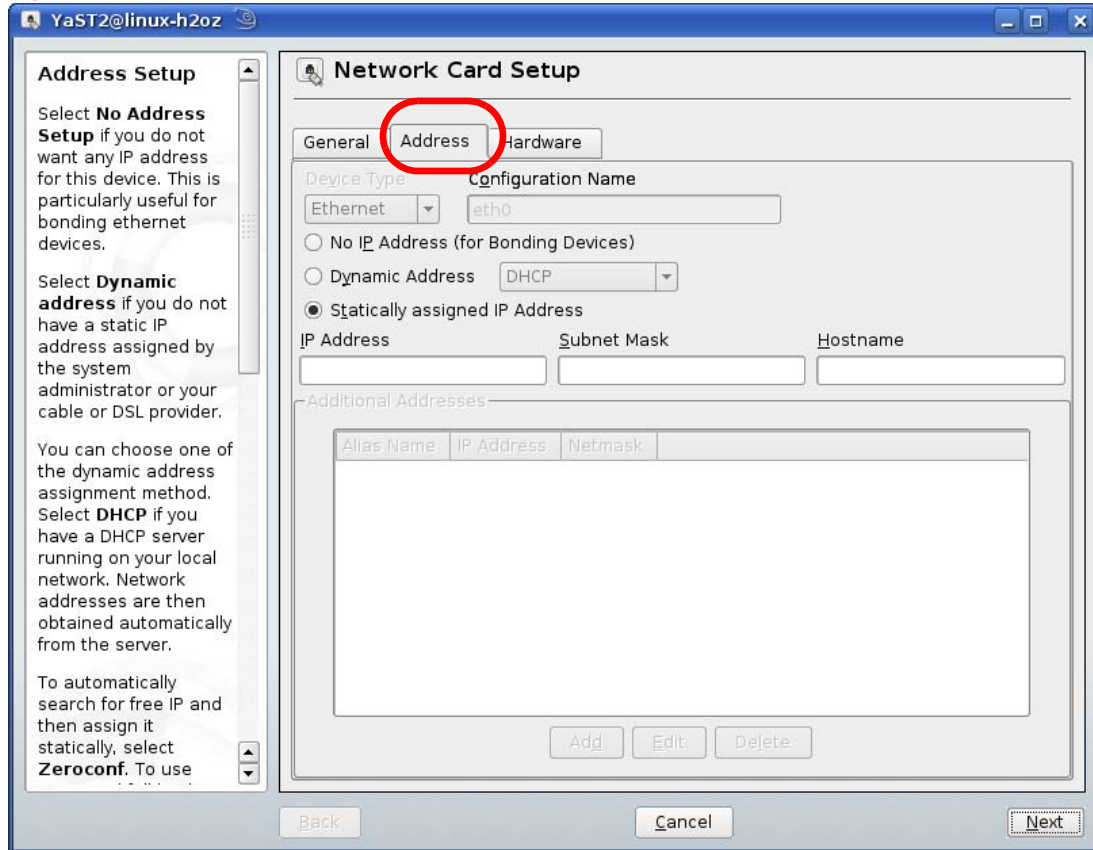 YaST2@linux-h2oz
Address Setup
Select No Address
Setup if you do not
want any IP address
for this device. This is
particularly useful for
bonding ethernet
devices.
Select Dynamic
address if you do not
have a static IP
address assigned by
the system
administrator or your
cable or DSL provider.
You can choose one of
the dynamic address
assignment method.
Select DHCP if you
have a DHCP server
running on your local
network. Network
addresses are then
obtained automatically
from the server.
To automatically
search for free IP and
then assign it
statically, select
Zeroconf. To use
Network Card Setup
General Address Hardware
Device Type Configuration Name
Ethernet eth0
No IP Address (for Bonding Devices)
Dynamic Address DHCP
Statically assigned IP Address
IP Address Subnet Mask Hostname
Additional Addresses
Alias Name IP Address Netmask
Add Edit Delete
Back Cancel Next